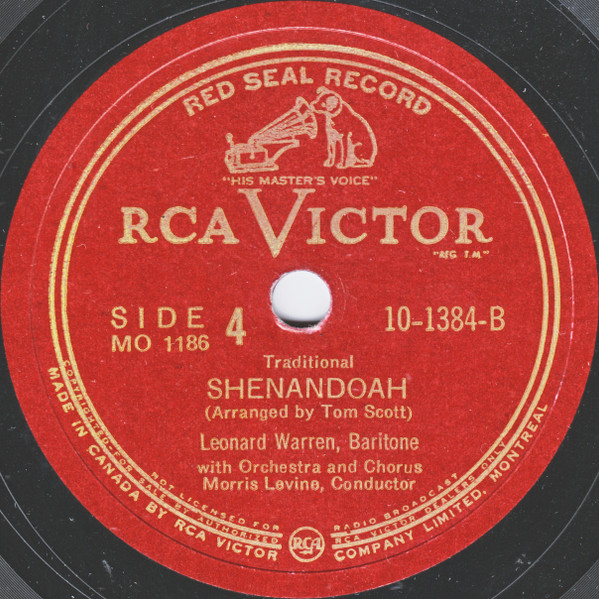 RED SEAL RECORD
"HIS MASTER'S VOICE"
RCA VICTOR
"REG. T.M."
SIDE 4
MO 1186
10-1384-B
Traditional
SHENANDOAH
(Arranged by Tom Scott)
Leonard Warren, Baritone
with Orchestra and Chorus
Morris Levine, Conductor
COPYRIGHTED-FOR SALE BY AUTHORIZED RCA VICTOR DEALERS ONLY
NOT LICENSED FOR RADIO BROADCAST
MADE IN CANADA BY RCA VICTOR COMPANY LIMITED, MONTREAL
RCA